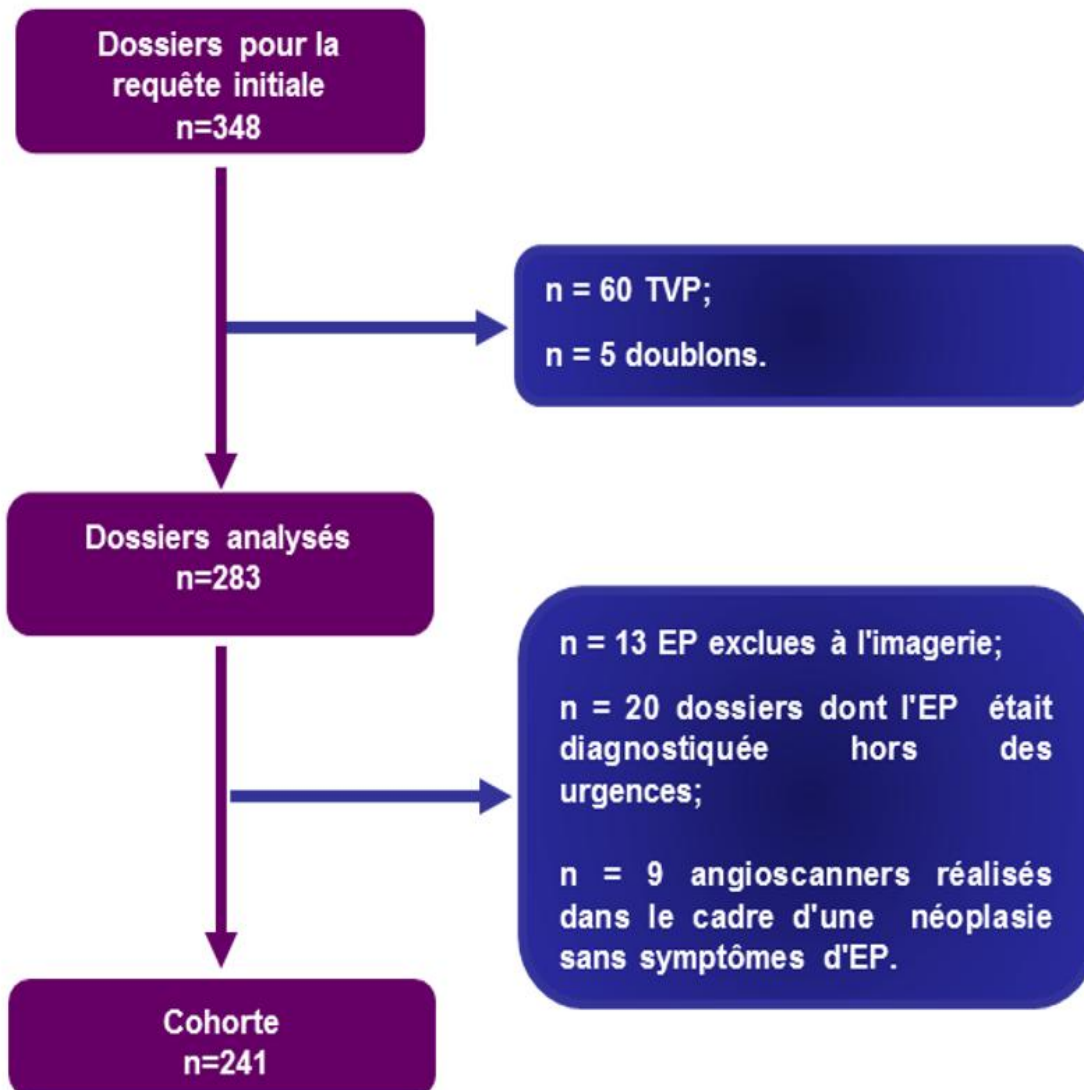 Dossiers pour la
requête initiale
n=348
n = 60 TVP;
n = 5 doublons.
Dossiers analysés
n=283
n = 13 EP exclues à l'imagerie;
n = 20 dossiers dont l'EP était
diagnostiquée hors des
urgences;
n = 9 angioscanners réalisés
dans le cadre d'une néoplasie
sans symptômes d'EP.
Cohorte
n=241